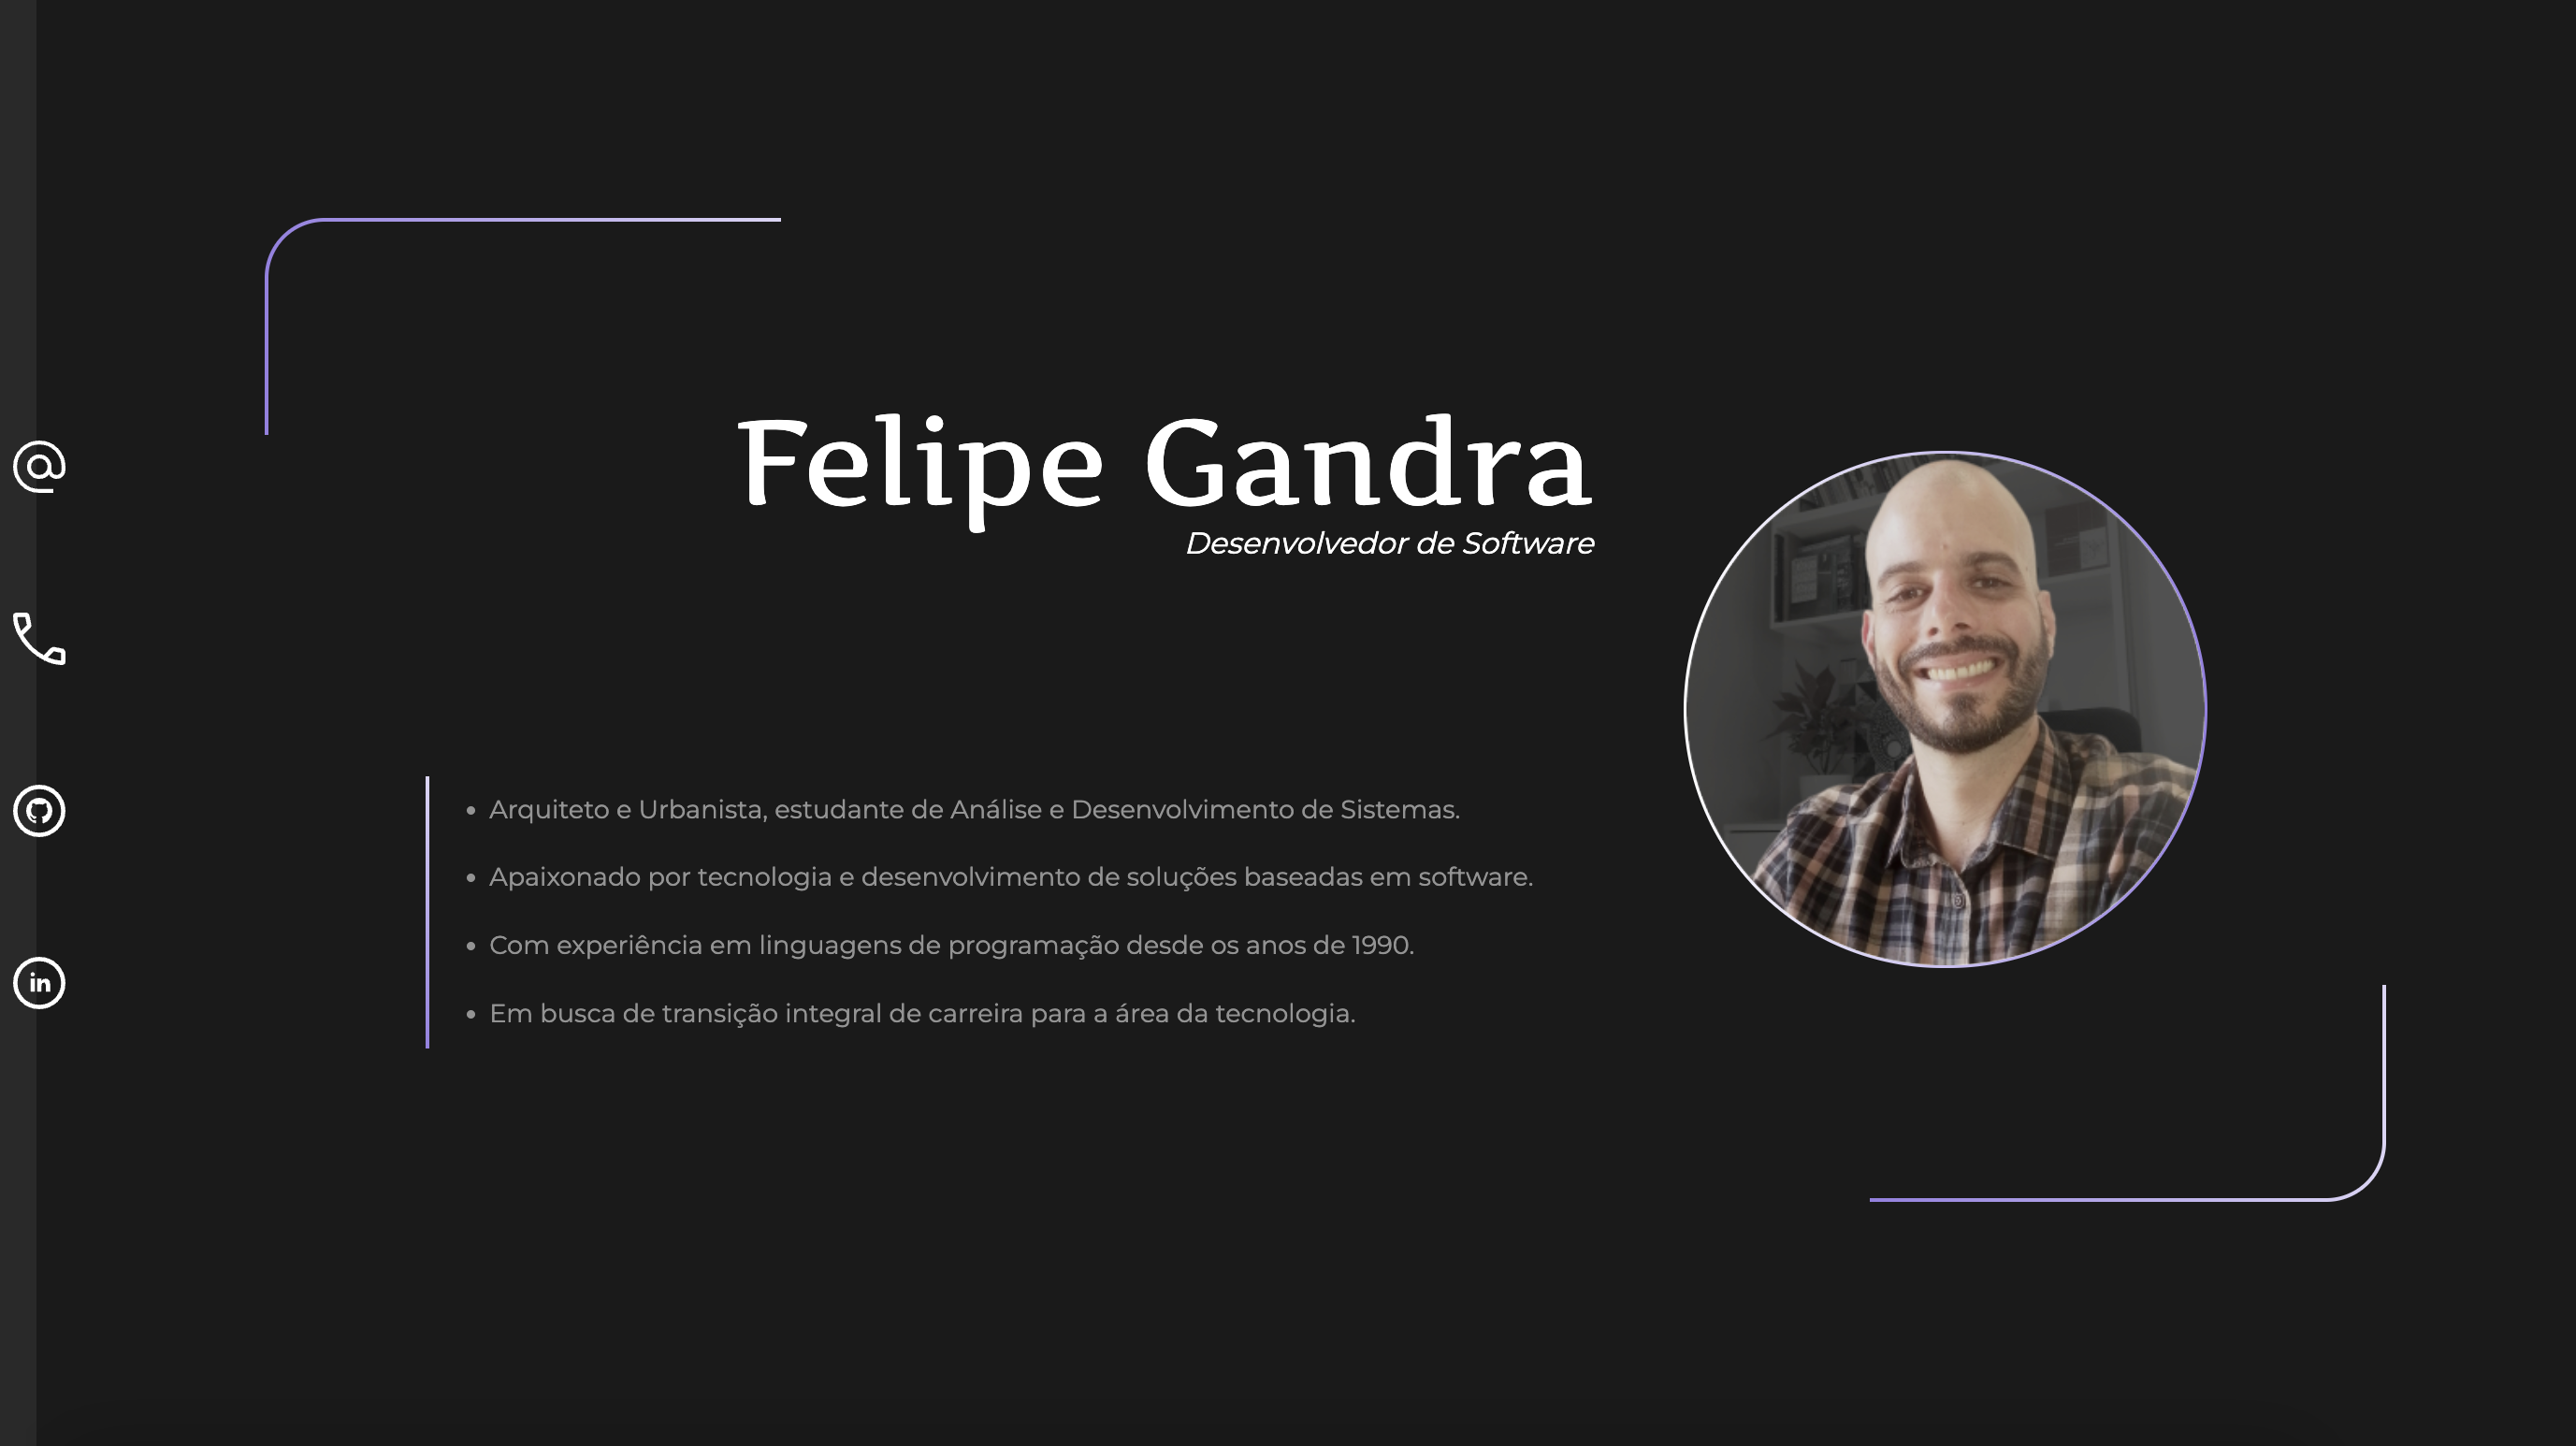 Felipe Gandra
Desenvolvedor de Software
• Arquiteto e Urbanista, estudante de Análise e Desenvolvimento de Sistemas.
• Apaixonado por tecnologia e desenvolvimento de soluções baseadas em software.
• Com experiência em linguagens de programação desde os anos de 1990.
• Em busca de transição integral de carreira para a área da tecnologia.
@
in